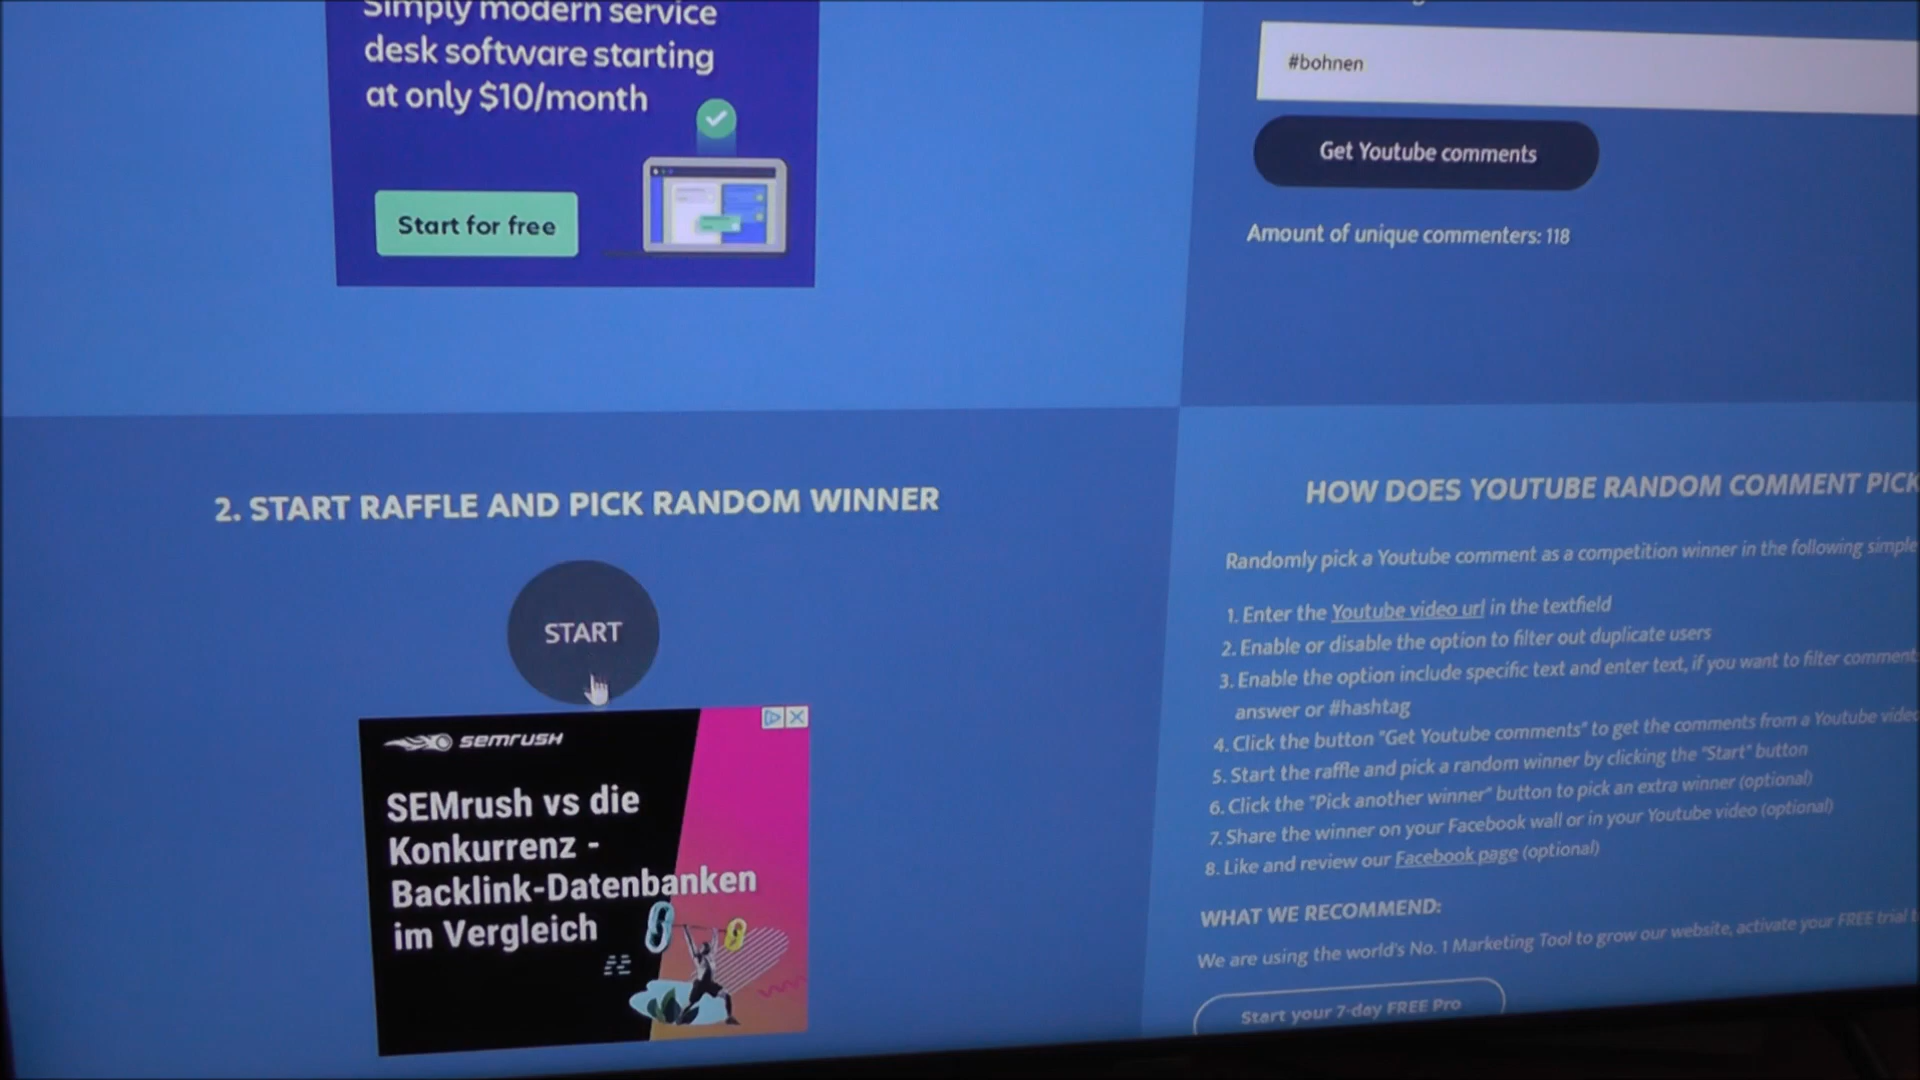 Simply modern service
desk software starting
at only $10/month
Start for free
#bohnen
Get Youtube comments
Amount of unique commenters: 118
2. START RAFFLE AND PICK RANDOM WINNER
START
SEMRUSH
SEMrush vs die
Konkurrenz -
Backlink-Datenbanken
im Vergleich
HOW DOES YOUTUBE RANDOM COMMENT PICK
Randomly pick a Youtube comment as a competition winner in the following simple
1. Enter the Youtube video url in the textfield
2. Enable or disable the option to filter out duplicate users
3. Enable the option include specific text and enter text, if you want to filter comment
answer or #hashtag
4. Click the button "Get Youtube comments" to get the comments from a Youtube video
5. Start the raffle and pick a random winner by clicking the "Start" button
6. Click the "Pick another winner" button to pick an extra winner (optional)
7. Share the winner on your Facebook wall or in your Youtube video (optional)
8. Like and review our Facebook page (optional)
WHAT WE RECOMMEND:
We are using the world's No. 1 Marketing Tool to grow our website, activate your FREE trial
Start your 7-day FREE Pro